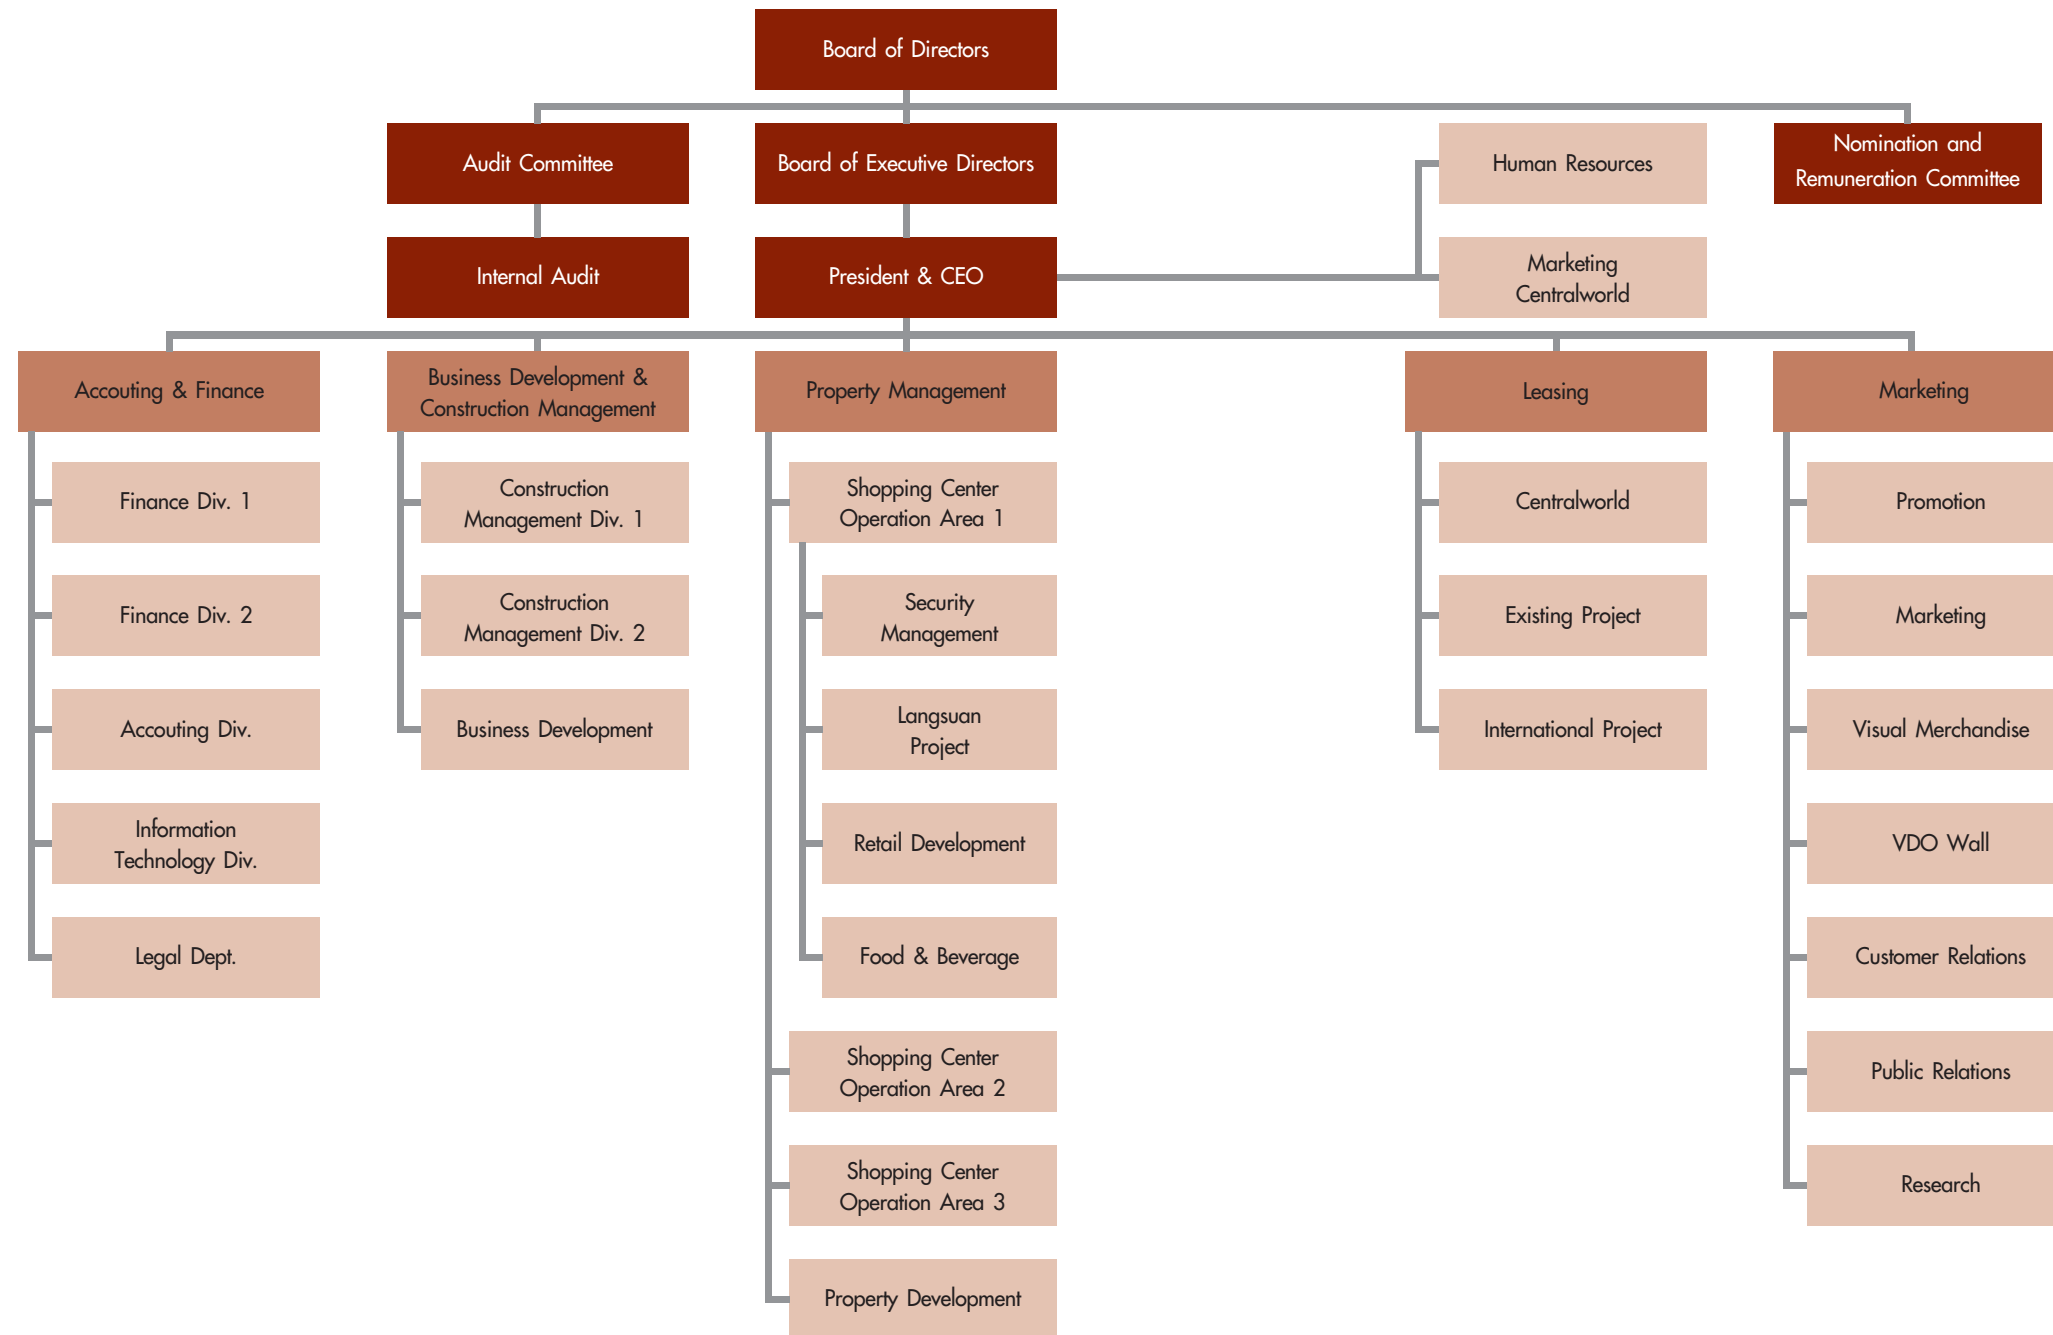 Board of Directors
Audit Committee
Board of Executive Directors
Human Resources
Nomination and
Remuneration Committee
Internal Audit
President & CEO
Marketing
Centralworld
Accouting & Finance
Business Development &
Construction Management
Property Management
Leasing
Marketing
Finance Div. 1
Finance Div. 2
Accouting Div.
Information
Technology Div.
Legal Dept.
Construction
Management Div. 1
Construction
Management Div. 2
Business Development
Shopping Center
Operation Area 1
Security
Management
Langsuan
Project
Retail Development
Food & Beverage
Shopping Center
Operation Area 2
Shopping Center
Operation Area 3
Property Development
Centralworld
Existing Project
International Project
Promotion
Marketing
Visual Merchandise
VDO Wall
Customer Relations
Public Relations
Research